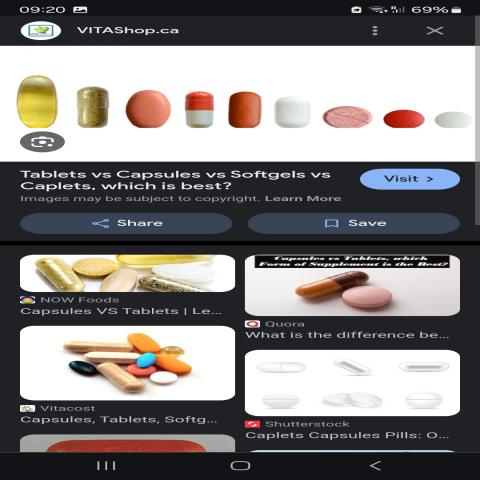 09:20
69%
VITAShop.ca
Tablets vs Capsules vs Softgels vs
Caplets, which is best?
Visit >
Images may be subject to copyright. Learn More
Share
Save
NOW Foods
Capsules VS Tablets | Le...
Capsules vs Tablets, which
Form of Supplement is the Best?
Quora
What is the difference be...
Vitacost
Capsules, Tablets, Softg...
Shutterstock
Caplets Capsules Pills: O...